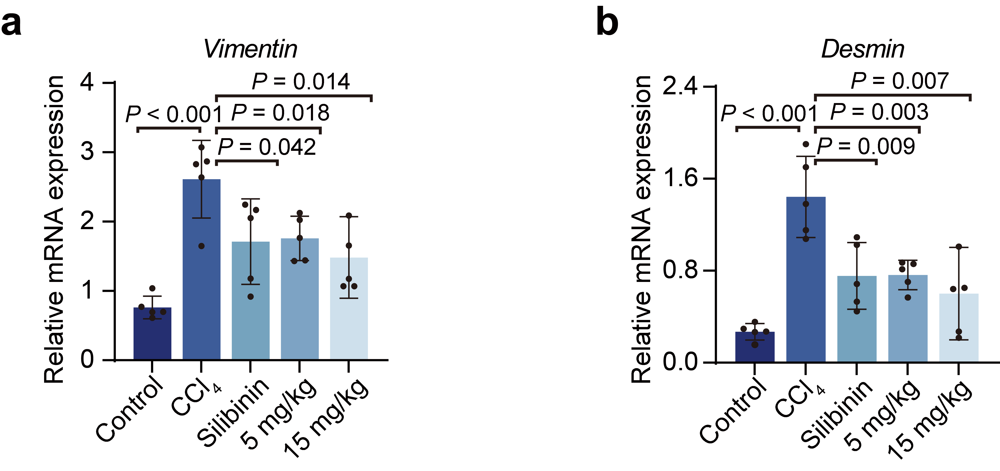 a
Vimentin
Relative mRNA expression
4
3
2
1
0
P = 0.014
P < 0.001
P = 0.018
P = 0.042
Control
CCl4
Silibinin
5 mg/kg
15 mg/kg
b
Desmin
Relative mRNA expression
2.4
1.6
0.8
0.0
P = 0.007
P < 0.001
P = 0.003
P = 0.009
Control
CCl4
Silibinin
5 mg/kg
15 mg/kg